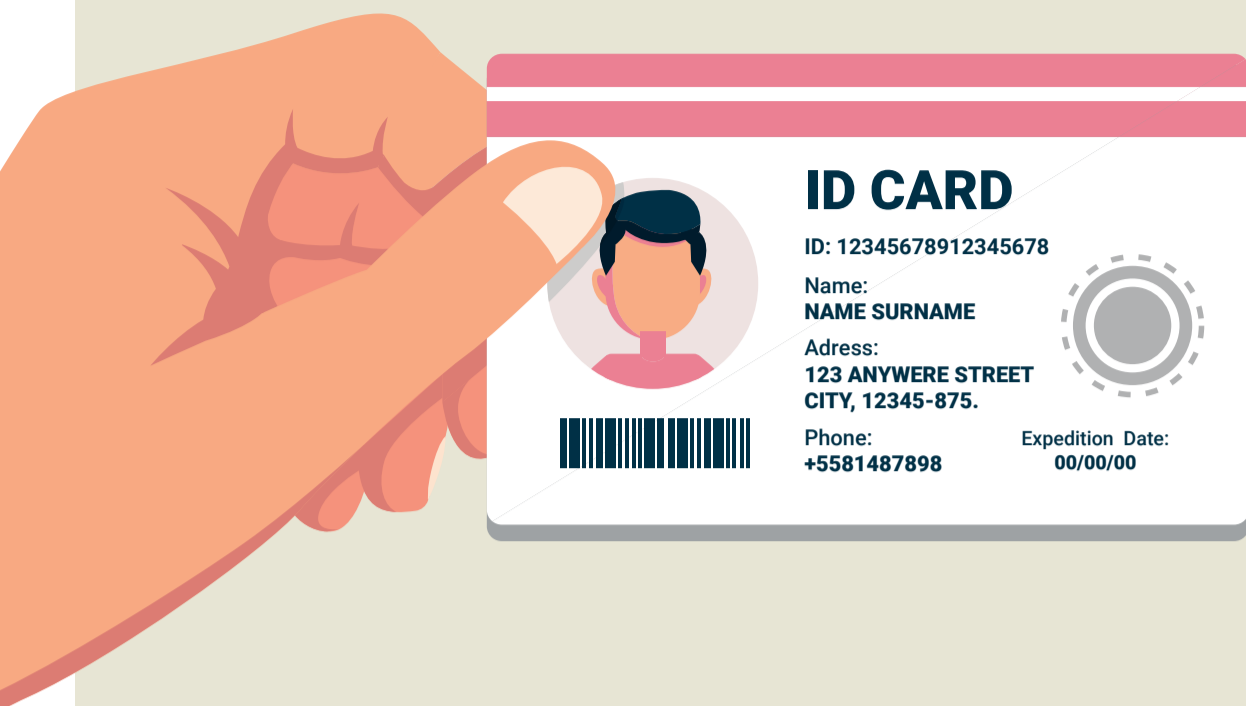 ID CARD
ID: 12345678912345678
Name:
NAME SURNAME
Adress:
123 ANYWERE STREET
CITY, 12345-875.
Phone:
+5581487898
Expedition Date:
00/00/00